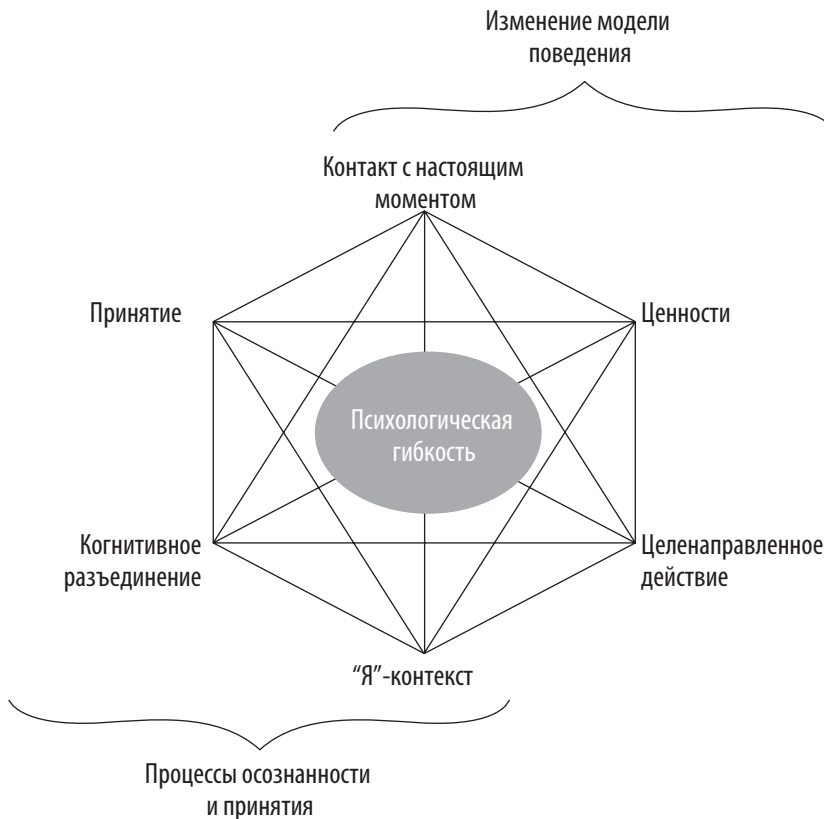 Изменение модели
поведения
Контакт с настоящим
моментом
Принятие
Ценности
Психологическая
гибкость
Когнитивное
разъединение
Целенаправленное
действие
“Я”-контекст
Процессы осознанности
и принятия